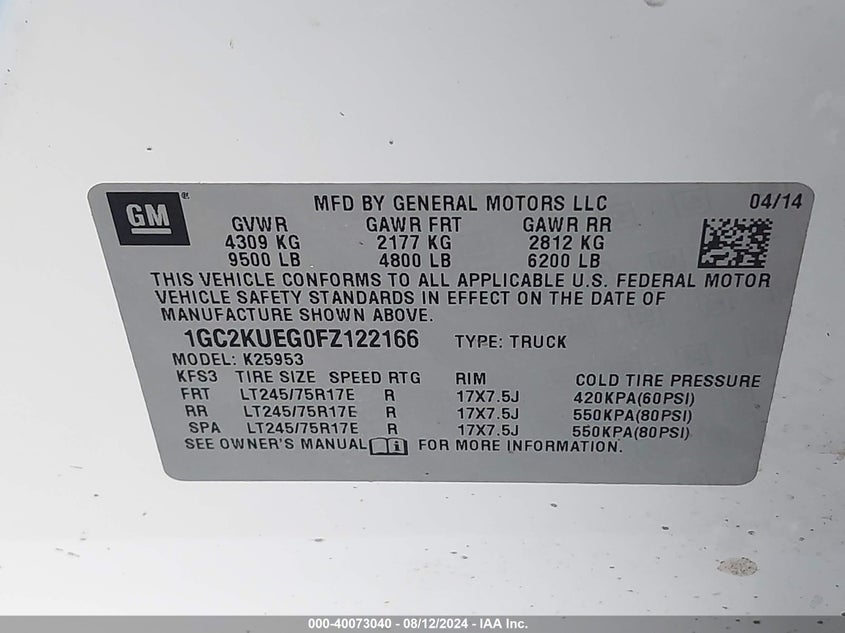 GM
MFD BY GENERAL MOTORS LLC 04/14
GVWR GAWR FRT GAWR RR
4309 KG 2177 KG 2812 KG
9500 LB 4800 LB 6200 LB
THIS VEHICLE CONFORMS TO ALL APPLICABLE U.S. FEDERAL MOTOR
VEHICLE SAFETY STANDARDS IN EFFECT ON THE DATE OF
MANUFACTURE SHOWN ABOVE.
1GC2KUEG0FZ122166 TYPE: TRUCK
MODEL: K25953
KFS3 TIRE SIZE SPEED RTG RIM COLD TIRE PRESSURE
FRT LT245/75R17E R 17X7.5J 420KPA(60PSI)
RR LT245/75R17E R 17X7.5J 550KPA(80PSI)
SPA LT245/75R17E R 17X7.5J 550KPA(80PSI)
SEE OWNER'S MANUAL i FOR MORE INFORMATION.
000-40073040 - 08/12/2024 - IAA Inc.